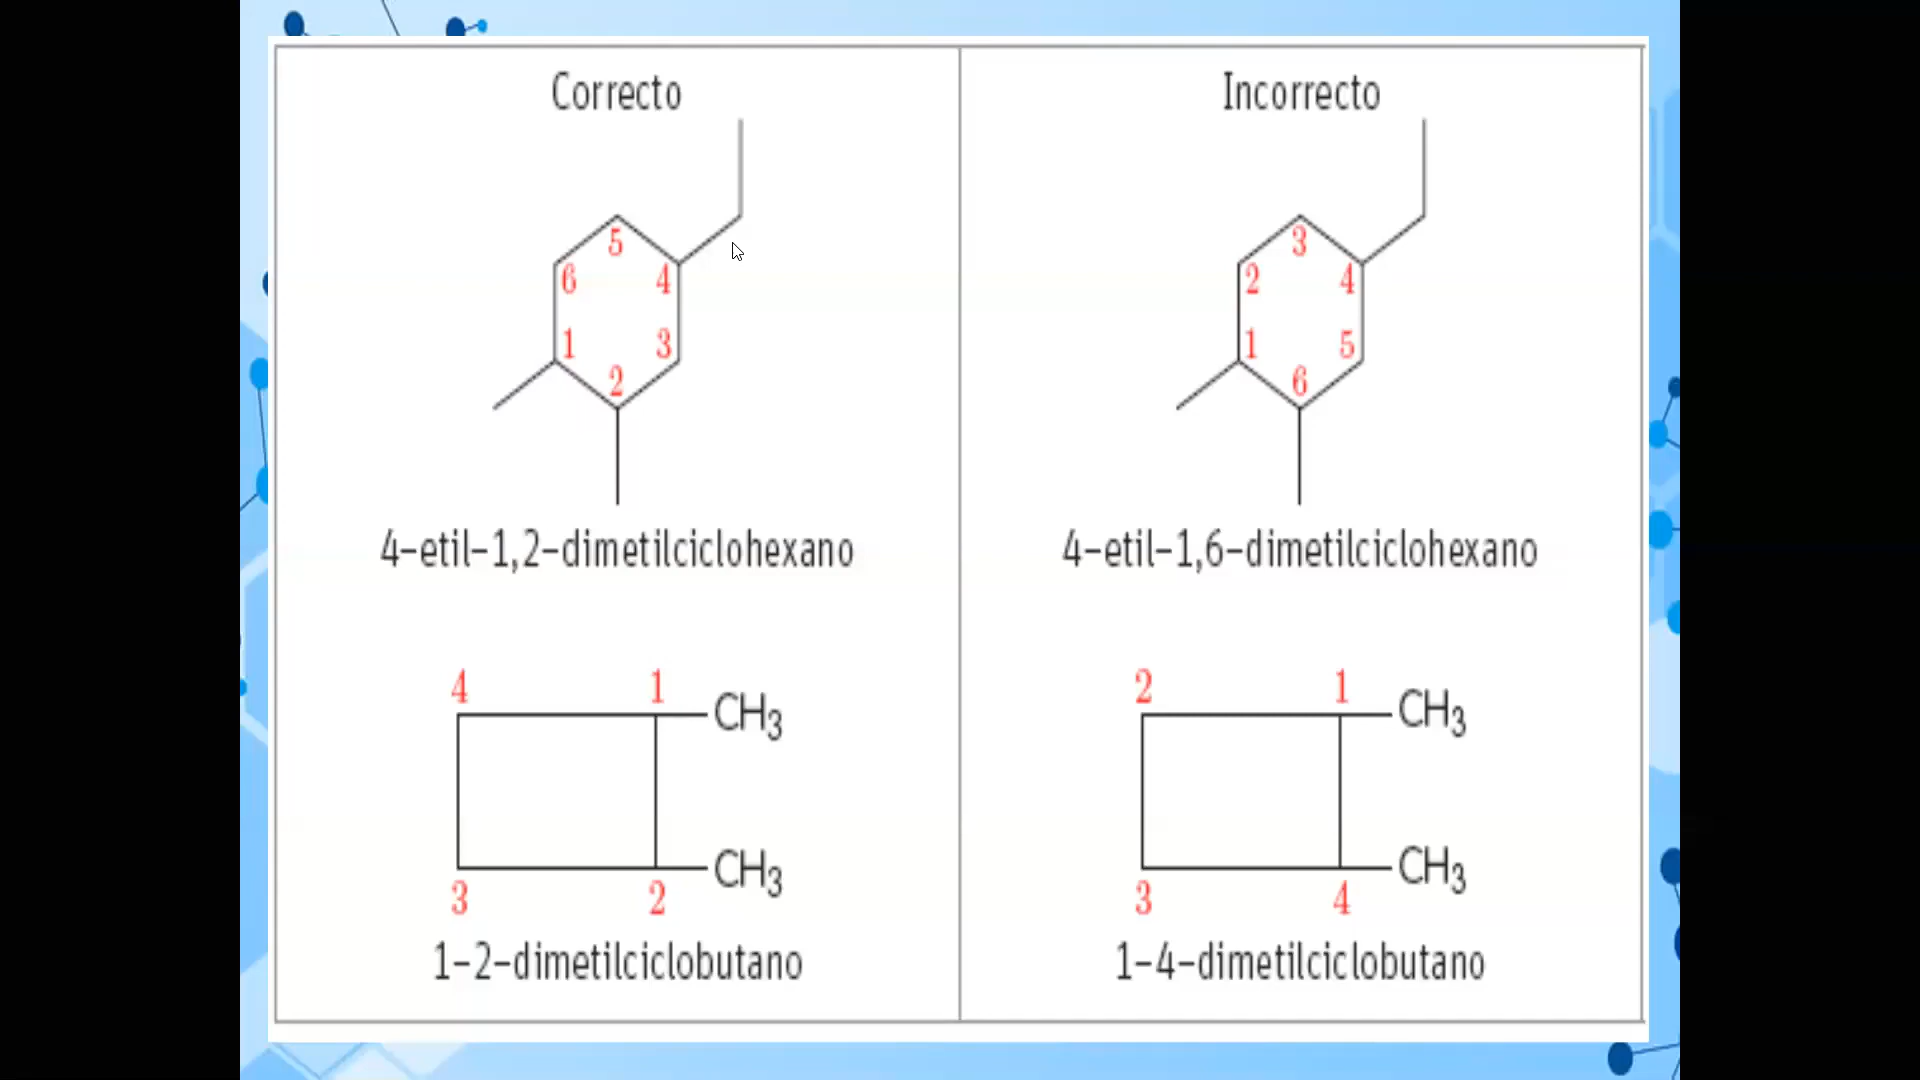 Correcto
5
6
4
1
3
2
4-etil-1,2-dimetilciclohexano
4
1
CH3
CH3
3
2
1-2-dimetilciclobutano
Incorrecto
3
2
4
1
5
6
4-etil-1,6-dimetilciclohexano
2
1
CH3
CH3
3
4
1-4-dimetilciclobutano